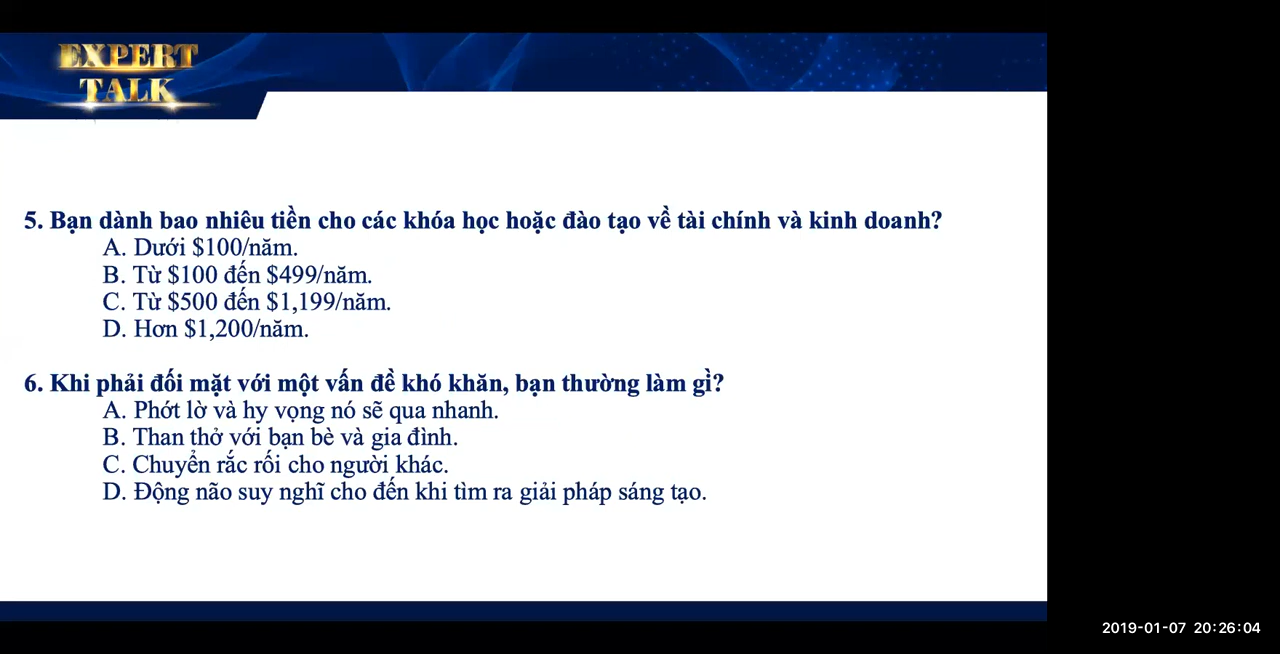 EXPERT
TALK
5. Bạn dành bao nhiêu tiền cho các khóa học hoặc đào tạo về tài chính và kinh doanh?
A. Dưới $100/năm.
B. Từ $100 đến $499/năm.
C. Từ $500 đến $1,199/năm.
D. Hơn $1,200/năm.
6. Khi phải đối mặt với một vấn đề khó khăn, bạn thường làm gì?
A. Phớt lờ và hy vọng nó sẽ qua nhanh.
B. Than thở với bạn bè và gia đình.
C. Chuyển rắc rối cho người khác.
D. Động não suy nghĩ cho đến khi tìm ra giải pháp sáng tạo.
2019-01-07 20:26:04